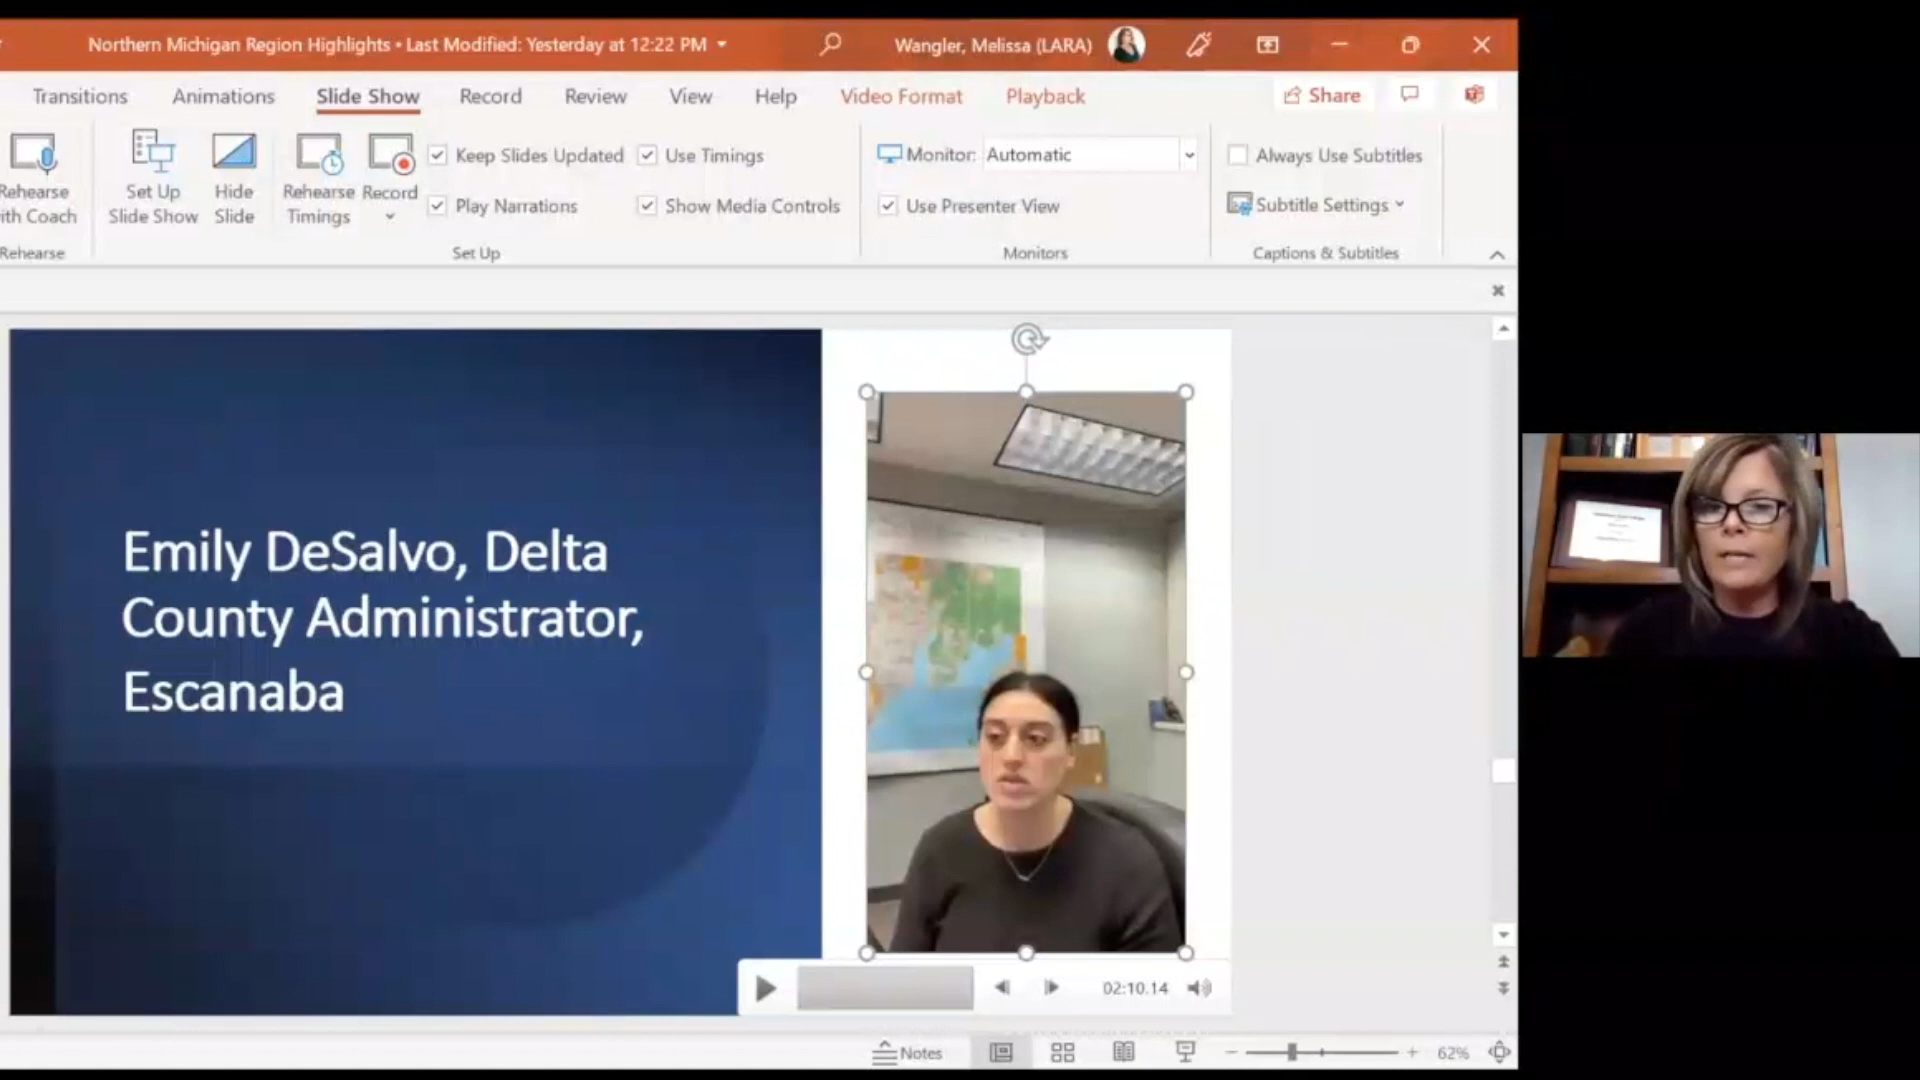 Northern Michigan Region Highlights • Last Modified: Yesterday at 12:22 PM
Wangler, Melissa (LARA)
Transitions Animations Slide Show Record Review View Help Video Format Playback
Share
Rehearse
ith Coach
Set Up
Slide Show
Hide
Slide
Rehearse
Timings
Record
Keep Slides Updated
Use Timings
Play Narrations
Show Media Controls
Monitor: Automatic
Use Presenter View
Always Use Subtitles
Subtitle Settings
Rehearse
Set Up
Monitors
Captions & Subtitles
Emily DeSalvo, Delta
County Administrator,
Escanaba
02:10.14
Notes
62%